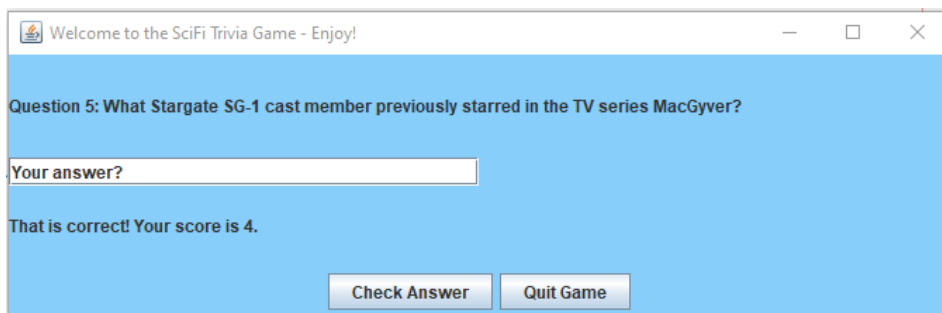 Welcome to the SciFi Trivia Game - Enjoy!
Question 5: What Stargate SG-1 cast member previously starred in the TV series MacGyver?
Your answer?
That is correct! Your score is 4.
Check Answer Quit Game